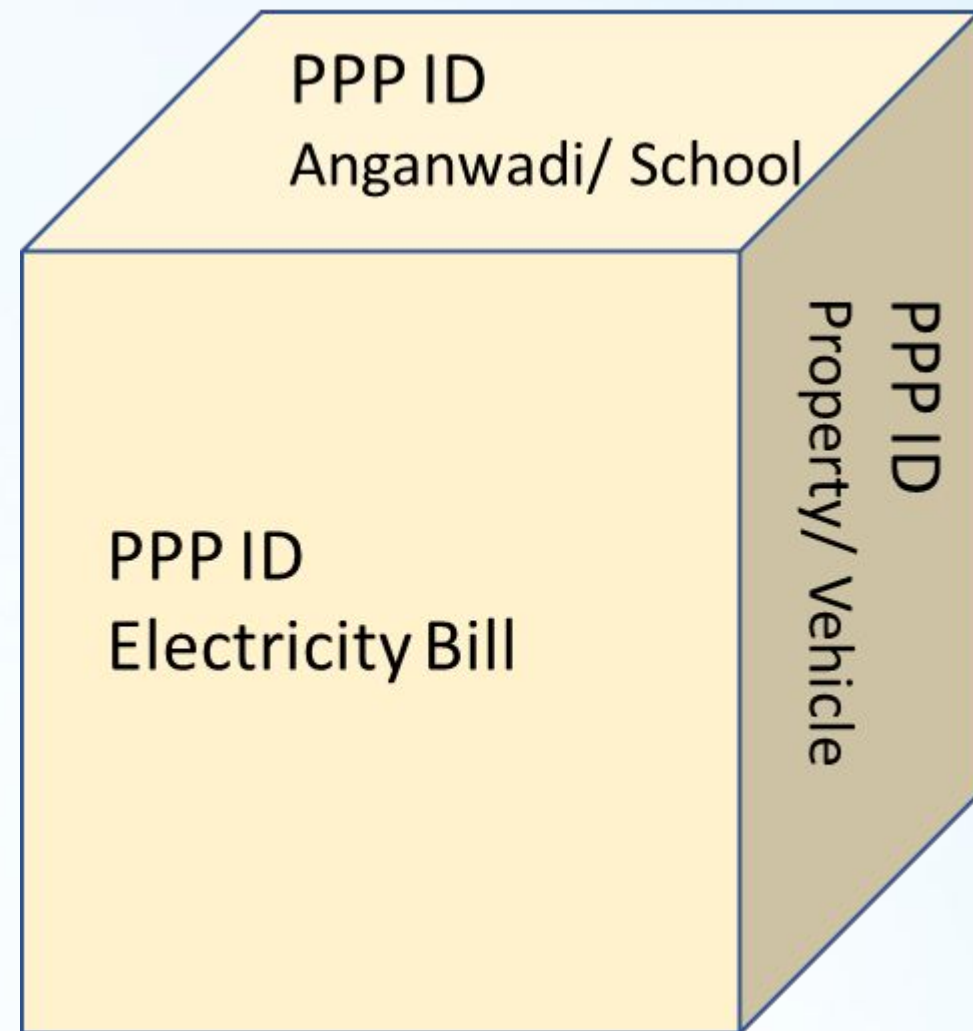 PPP ID
Anganwadi/ School
PPP ID
Electricity Bill
PPP ID
Property/ Vehicle